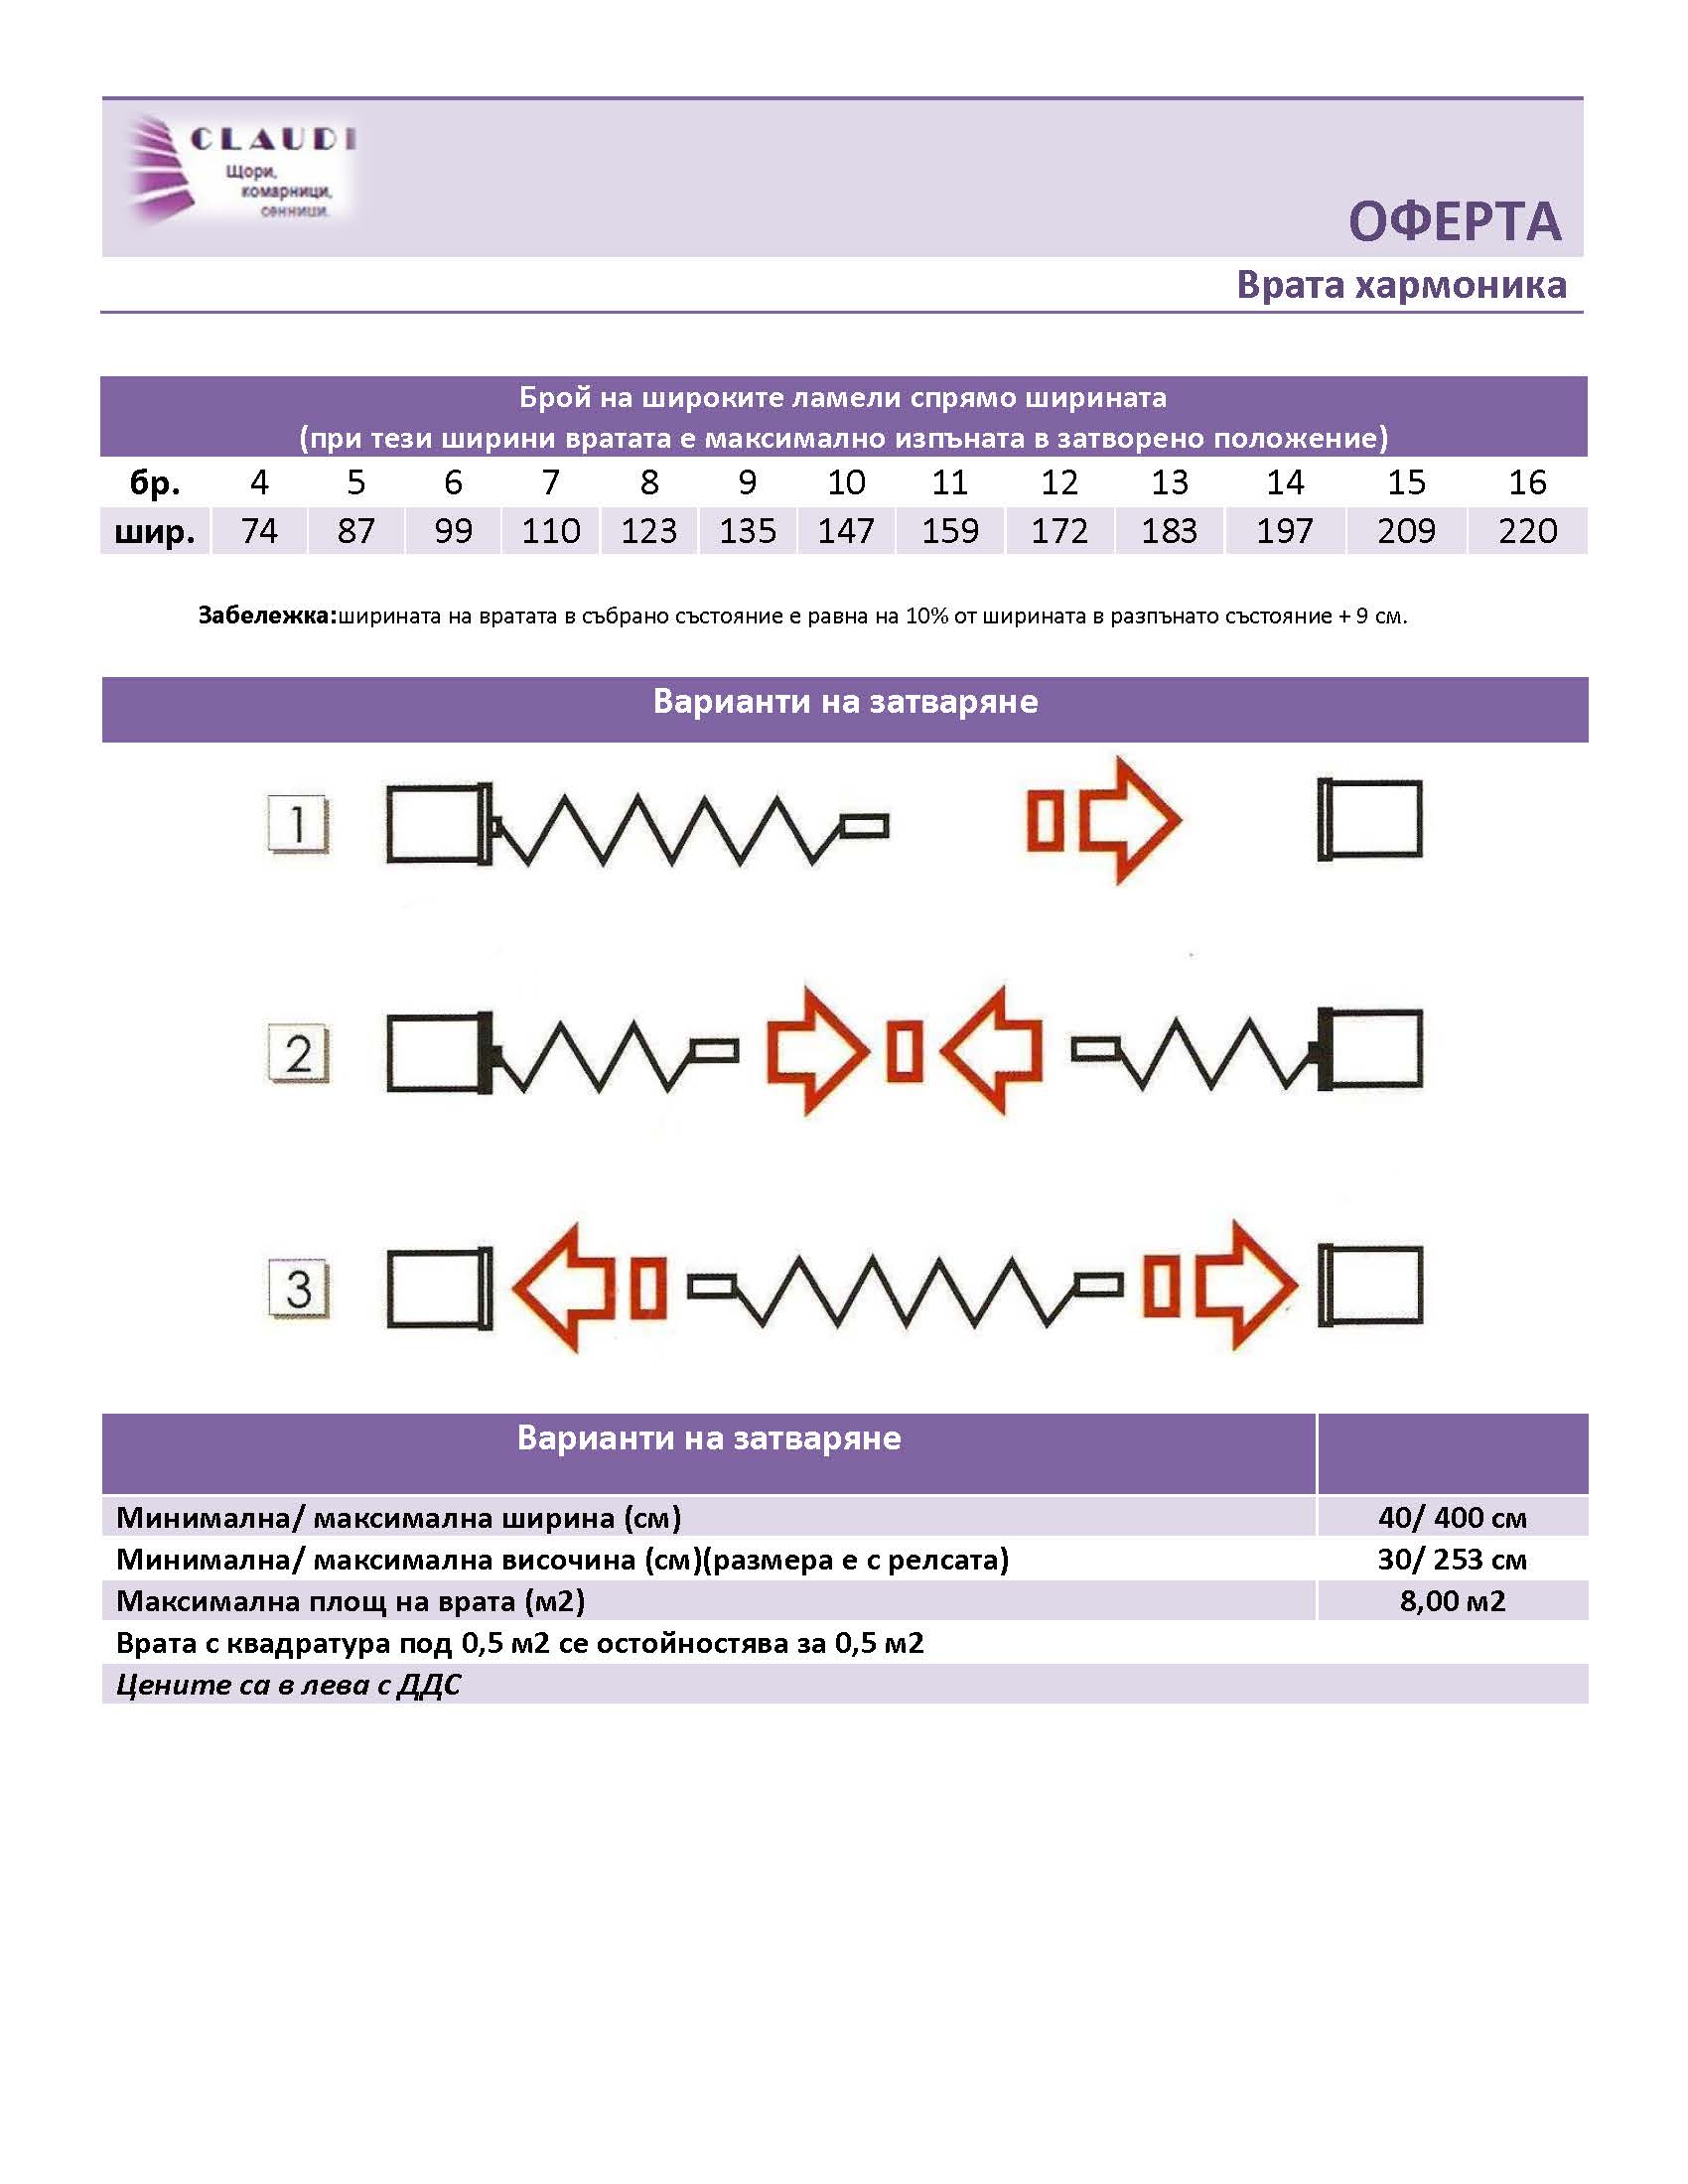 CLAUDI
Щори,
комарници,
сенници.
ОФЕРТА
Врата хармоника
Брой на широките ламели спрямо ширината
(при тези ширини вратата е максимално изпъната в затворено положение)
бр. 4 5 6 7 8 9 10 11 12 13 14 15 16
шир. 74 87 99 110 123 135 147 159 172 183 197 209 220
Забележка:ширината на вратата в събрано състояние е равна на 10% от ширината в разпънато състояние + 9 см.
Варианти на затваряне
1
2
3
Варианти на затваряне
Минимална/ максимална ширина (см) 40/ 400 см
Минимална/ максимална височина (см)(размера е с релсата) 30/ 253 см
Максимална площ на врата (м2) 8,00 м2
Врата с квадратура под 0,5 м2 се остойностява за 0,5 м2
Цените са в лева с ДДС